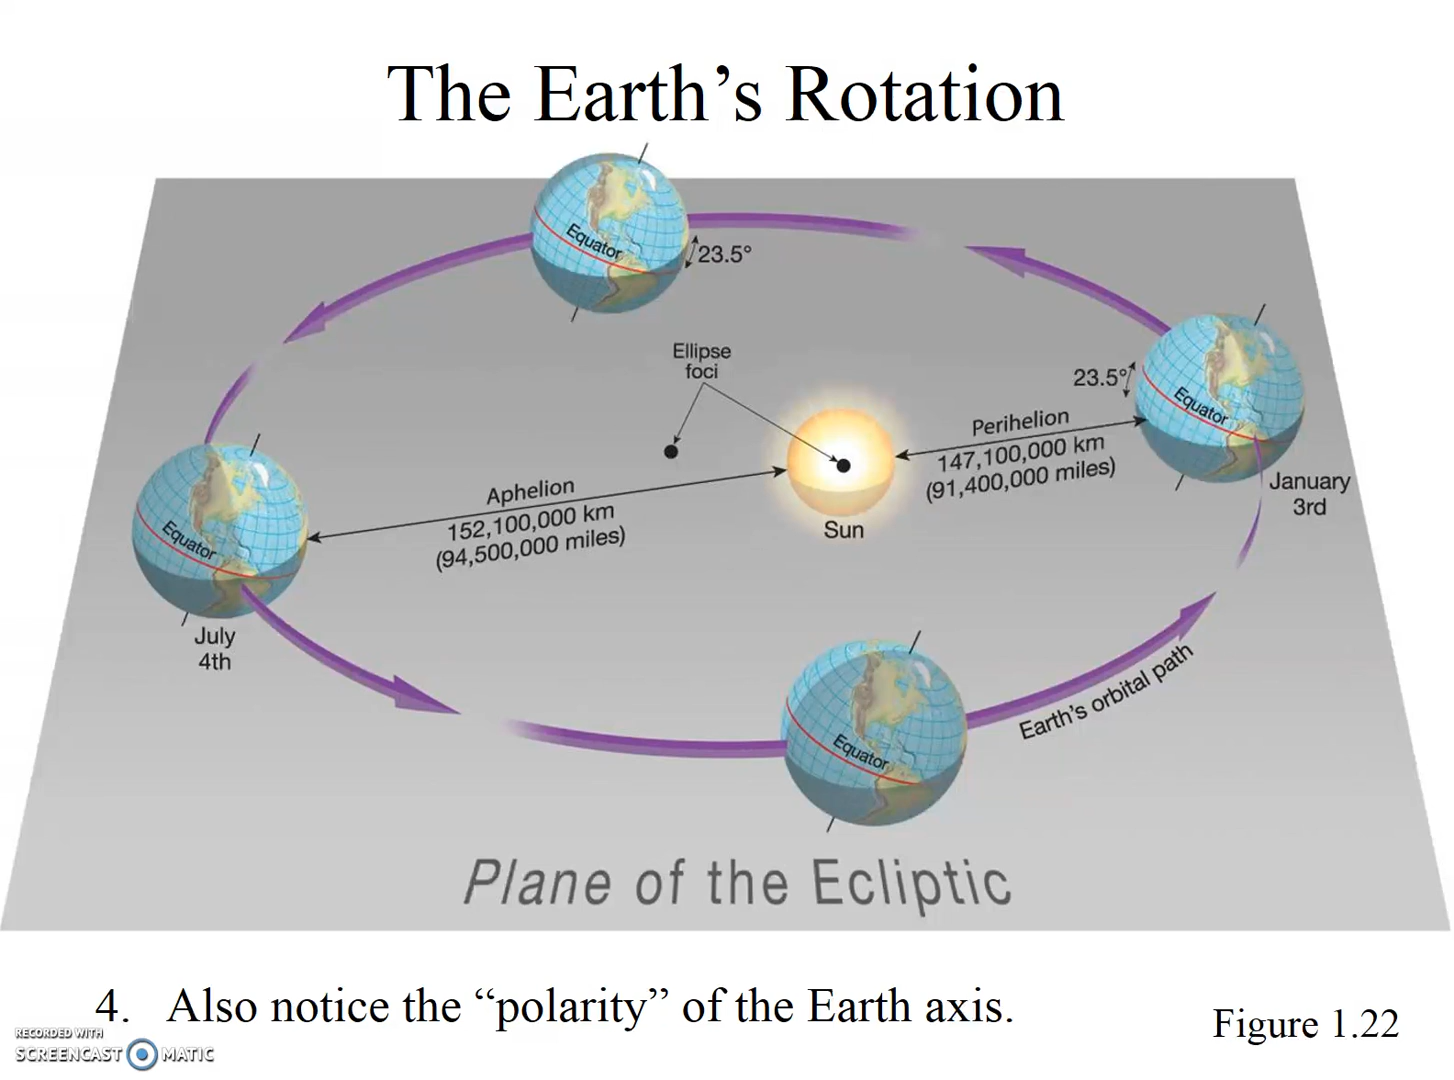 The Earth's Rotation
Equator
23.5°
Ellipse
foci
23.5°
Equator
Perihelion
147,100,000 km
(91,400,000 miles)
January
3rd
Aphelion
152,100,000 km
(94,500,000 miles)
Sun
Equator
July
4th
Equator
Earth's orbital path
Plane of the Ecliptic
4. Also notice the “polarity” of the Earth axis.
Figure 1.22
RECORDED WITH
SCREENCAST MATIC